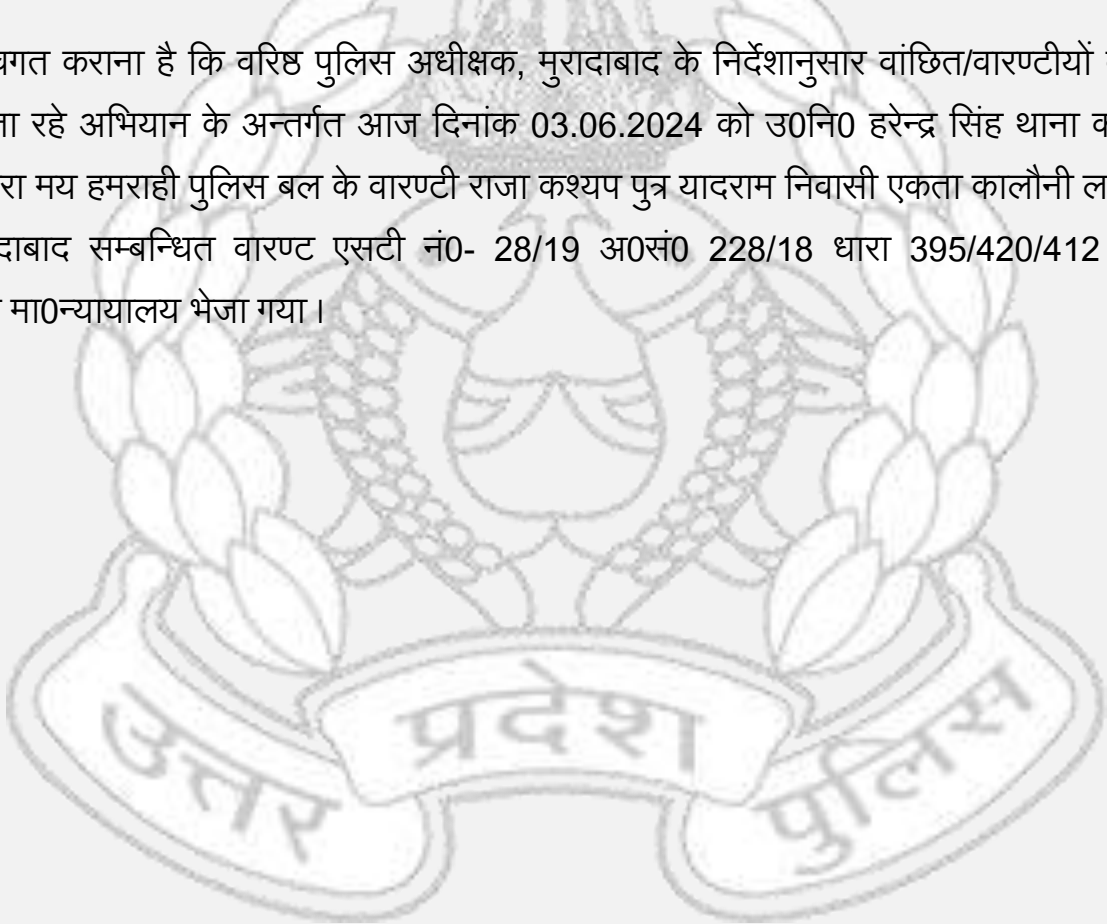 वगत कराना है कि वरिष्ठ पुलिस अधीक्षक, मुरादाबाद के निर्देशानुसार वांछित/वारण्टीयों
रहे अभियान के अन्तर्गत आज दिनांक 03.06.2024 को उ0नि0 हरेन्द्र सिंह थाना
रा मय हमराही पुलिस बल के वारण्टी राजा कश्यप पुत्र यादराम निवासी एकता कालौनी
दाबाद सम्बन्धित वारण्ट एसटी नं0- 28/19 अ0सं0 228/18 धारा 395/420/412
मा0न्यायालय भेजा गया।
उत्तर प्रदेश पुलिस